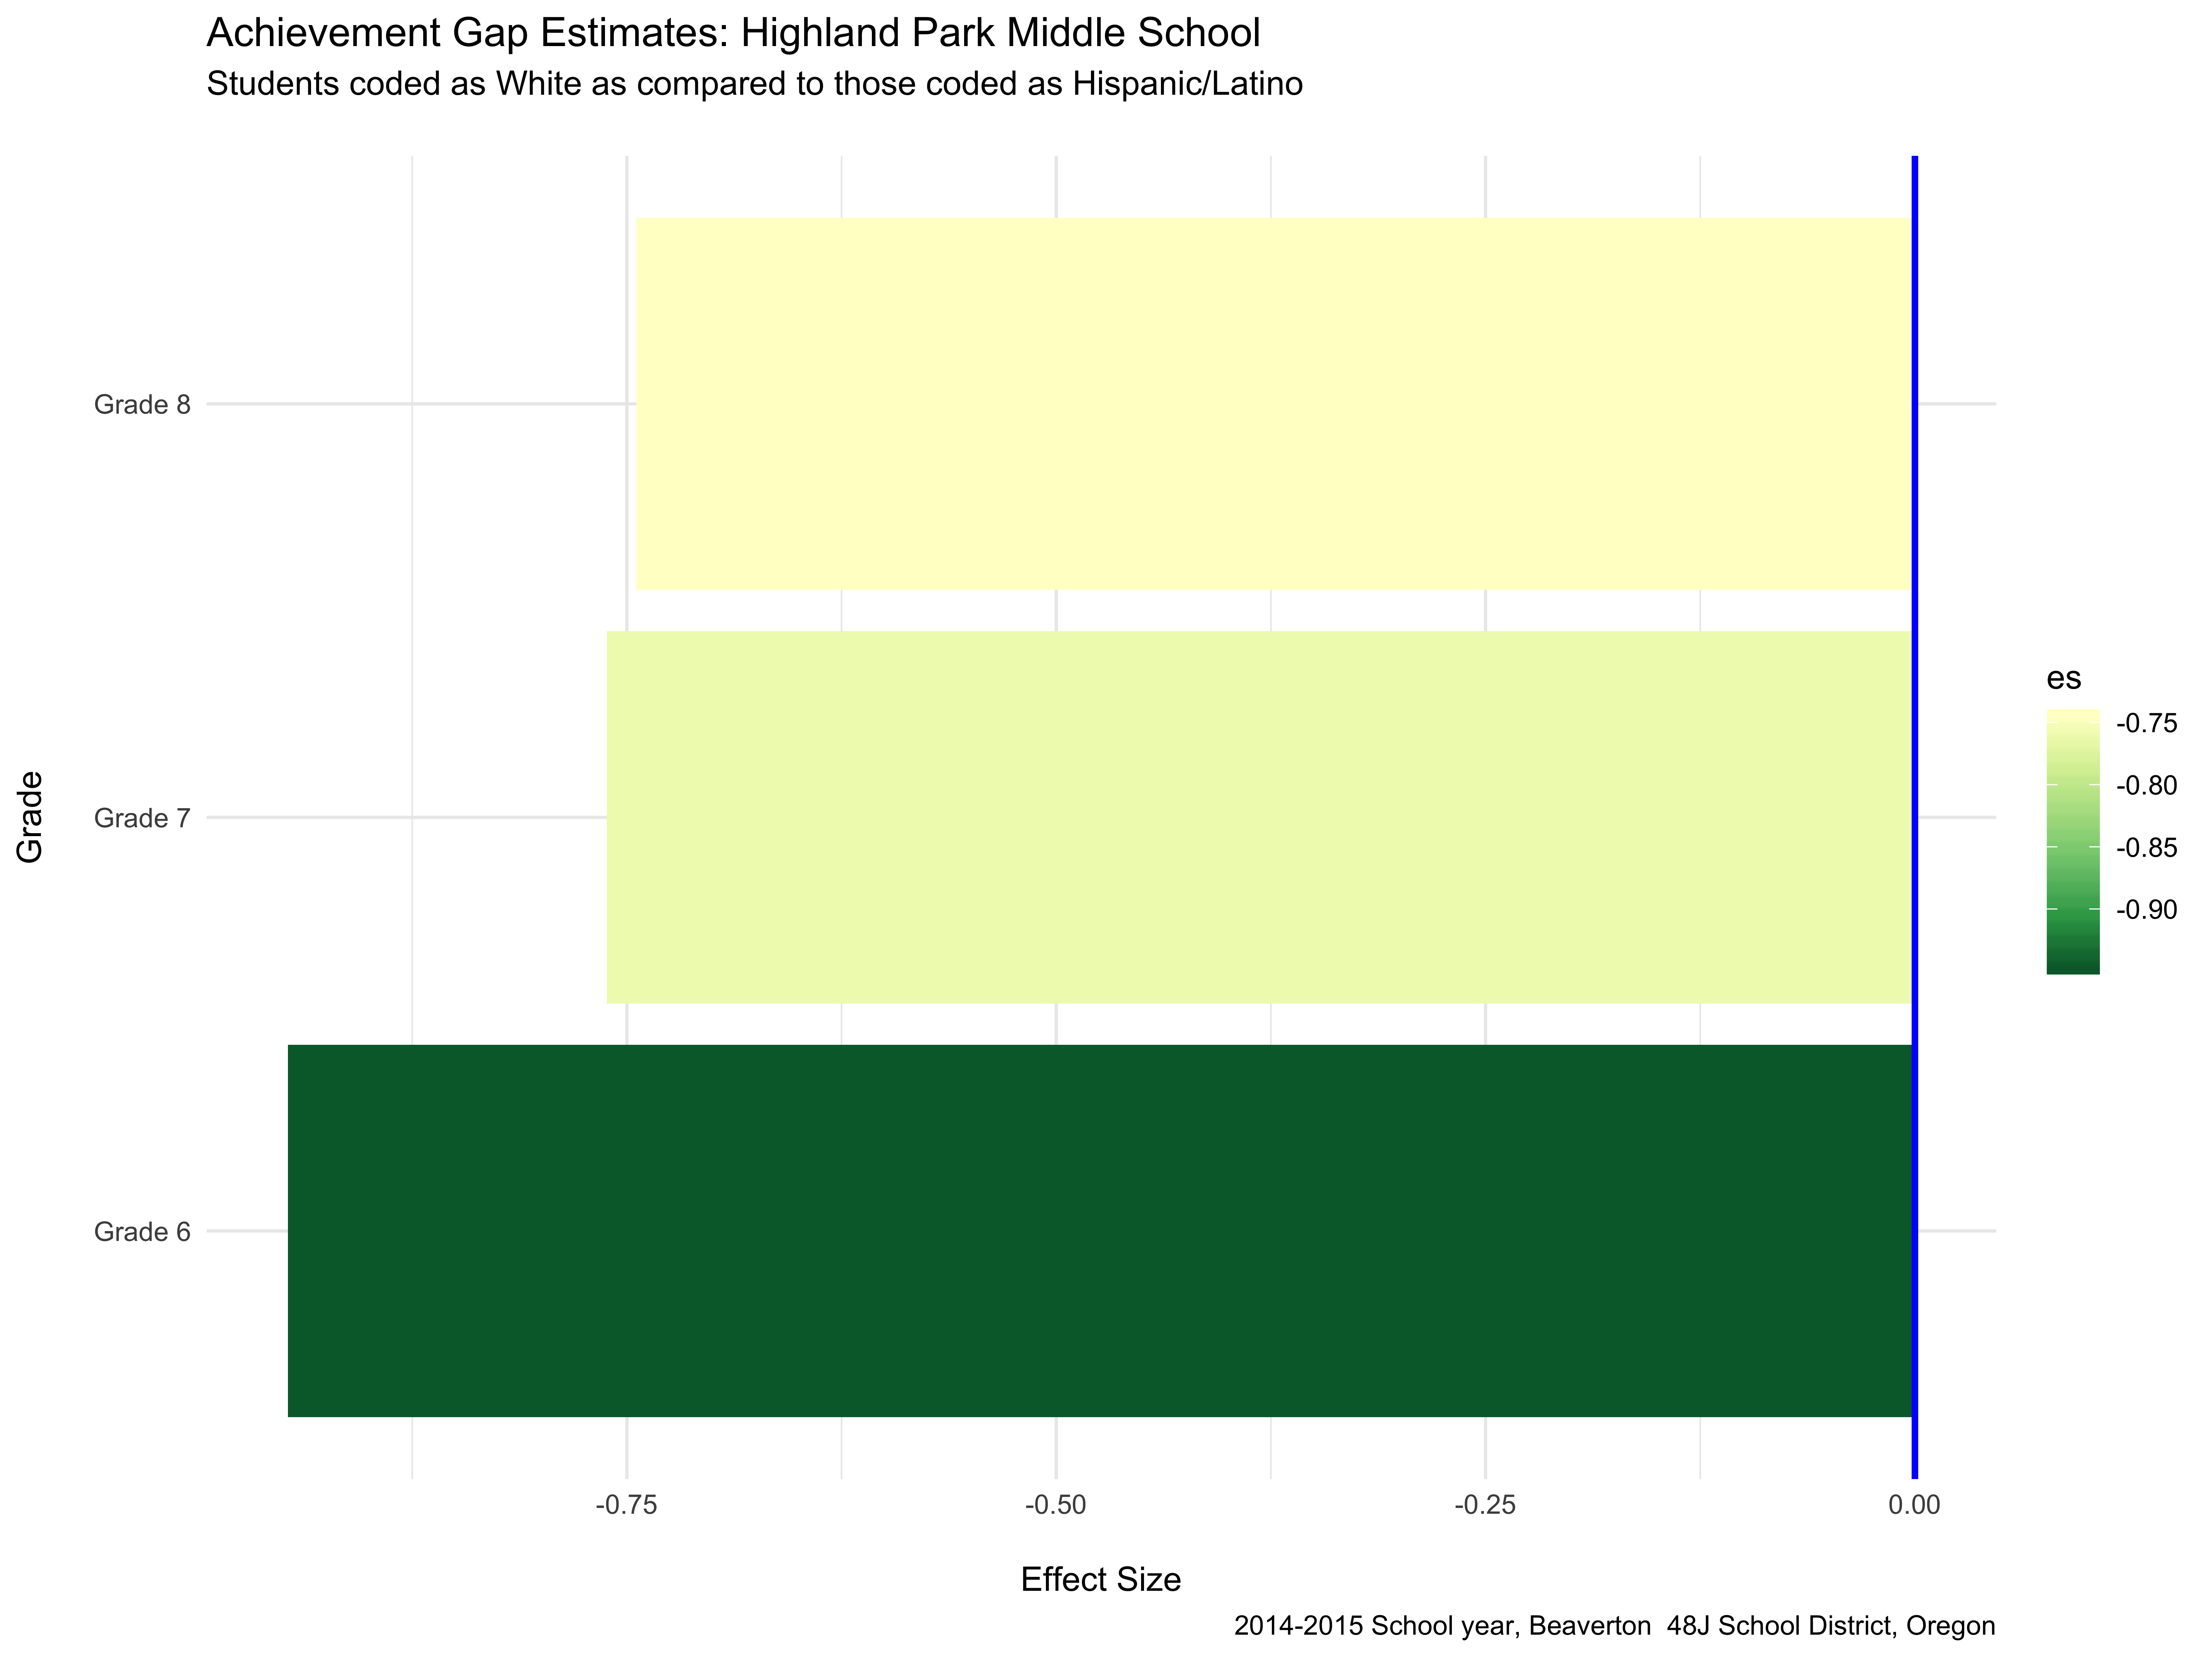 Achievement Gap Estimates: Highland Park Middle School
Students coded as White as compared to those coded as Hispanic/Latino
Grade
Grade 8
Grade 7
Grade 6
-0.75
-0.50
-0.25
0.00
Effect Size
es
-0.75
-0.80
-0.85
-0.90
2014-2015 School year, Beaverton  48J School District, Oregon